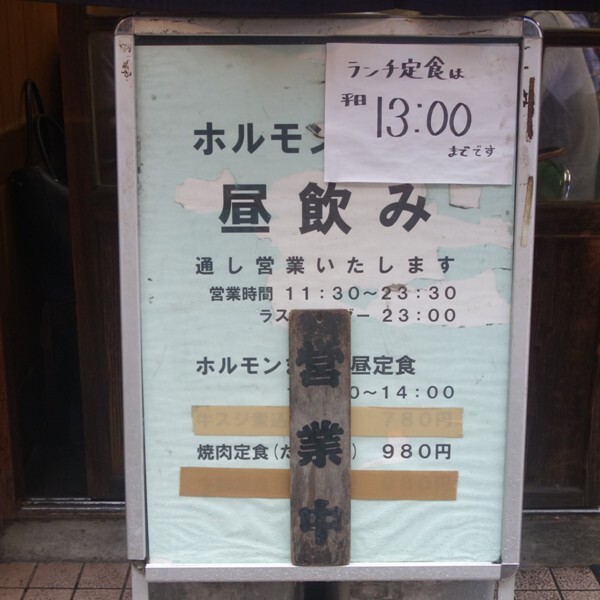 ランチ定食は
平日 13:00
までです
ホルモン
昼飲み
通し営業いたします
営業時間 11:30～23:30
ラス ー 23:00
ホルモン 昼定食
0～14:00
牛スジ 780円
焼肉定食(た ) 980円
営業中